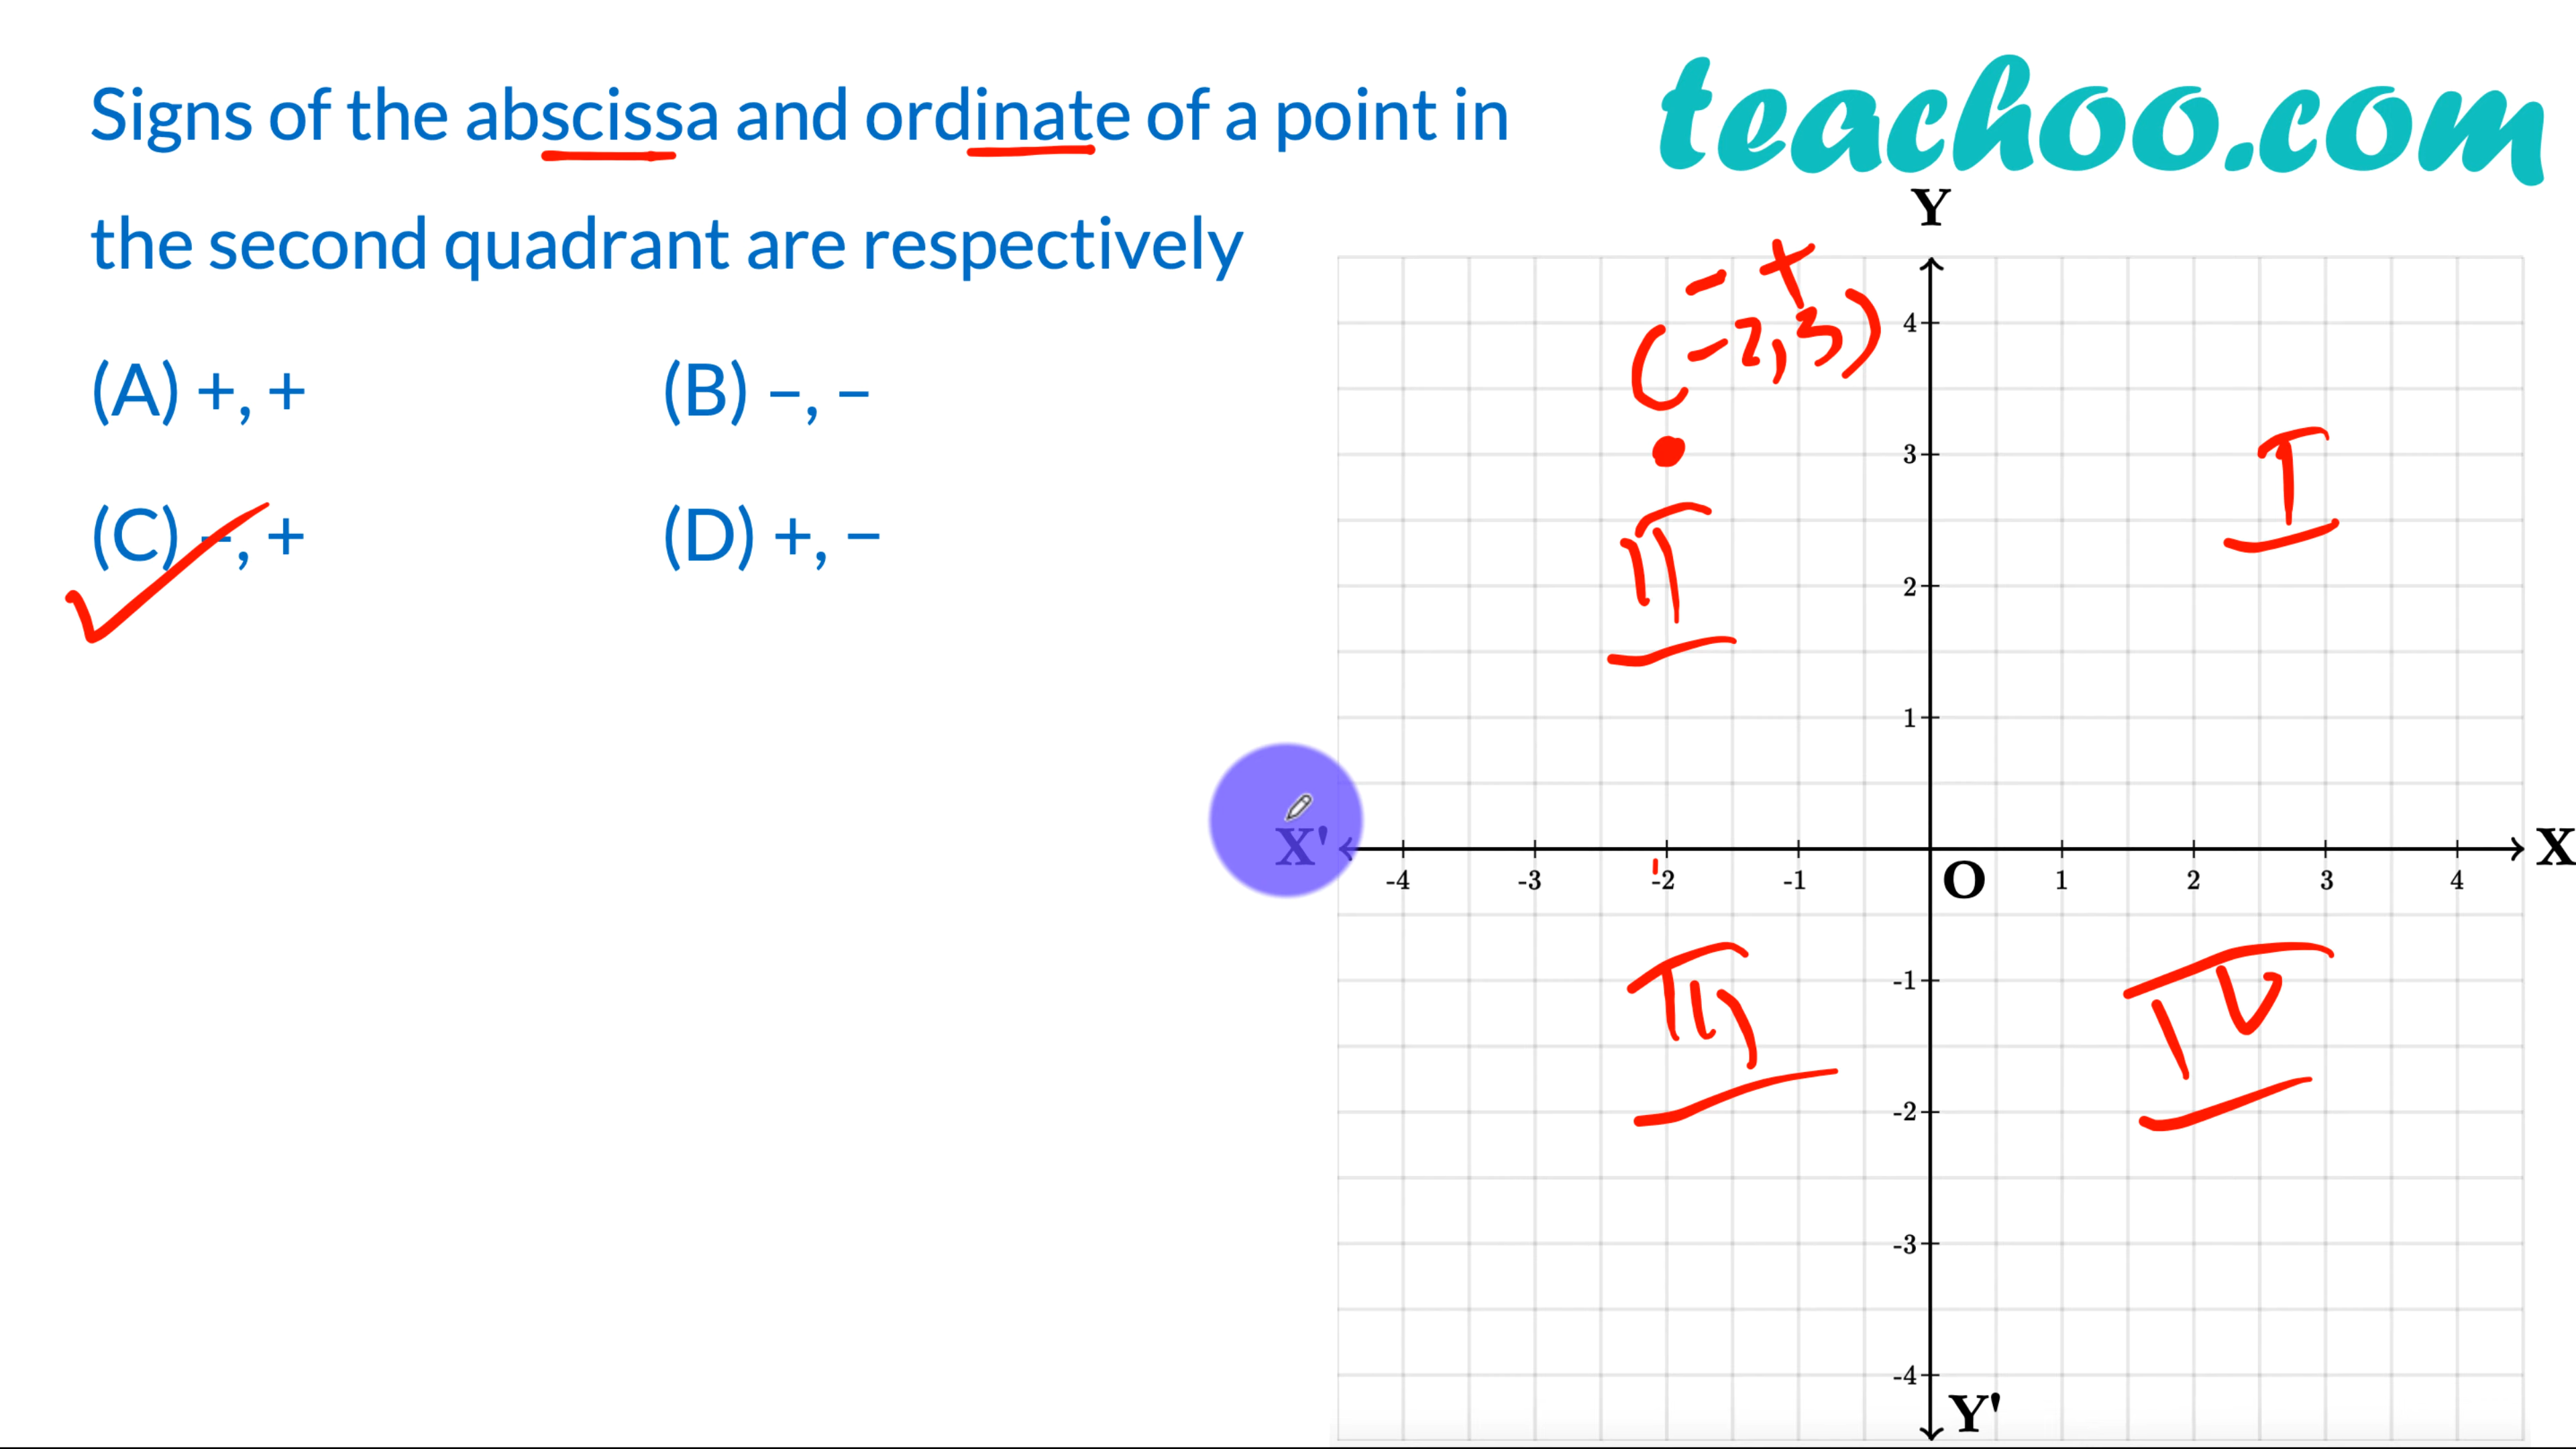 Signs of the abscissa and ordinate of a point in
the second quadrant are respectively
(A) +, +
(B) –, –
(C) –, +
(D) +, –
teachoo.com
Y
- +
(-2,3)
4
3
2
1
II
I
X'
X
-4 -3 -2 -1 O 1 2 3 4
III
IV
-1
-2
-3
-4
Y'